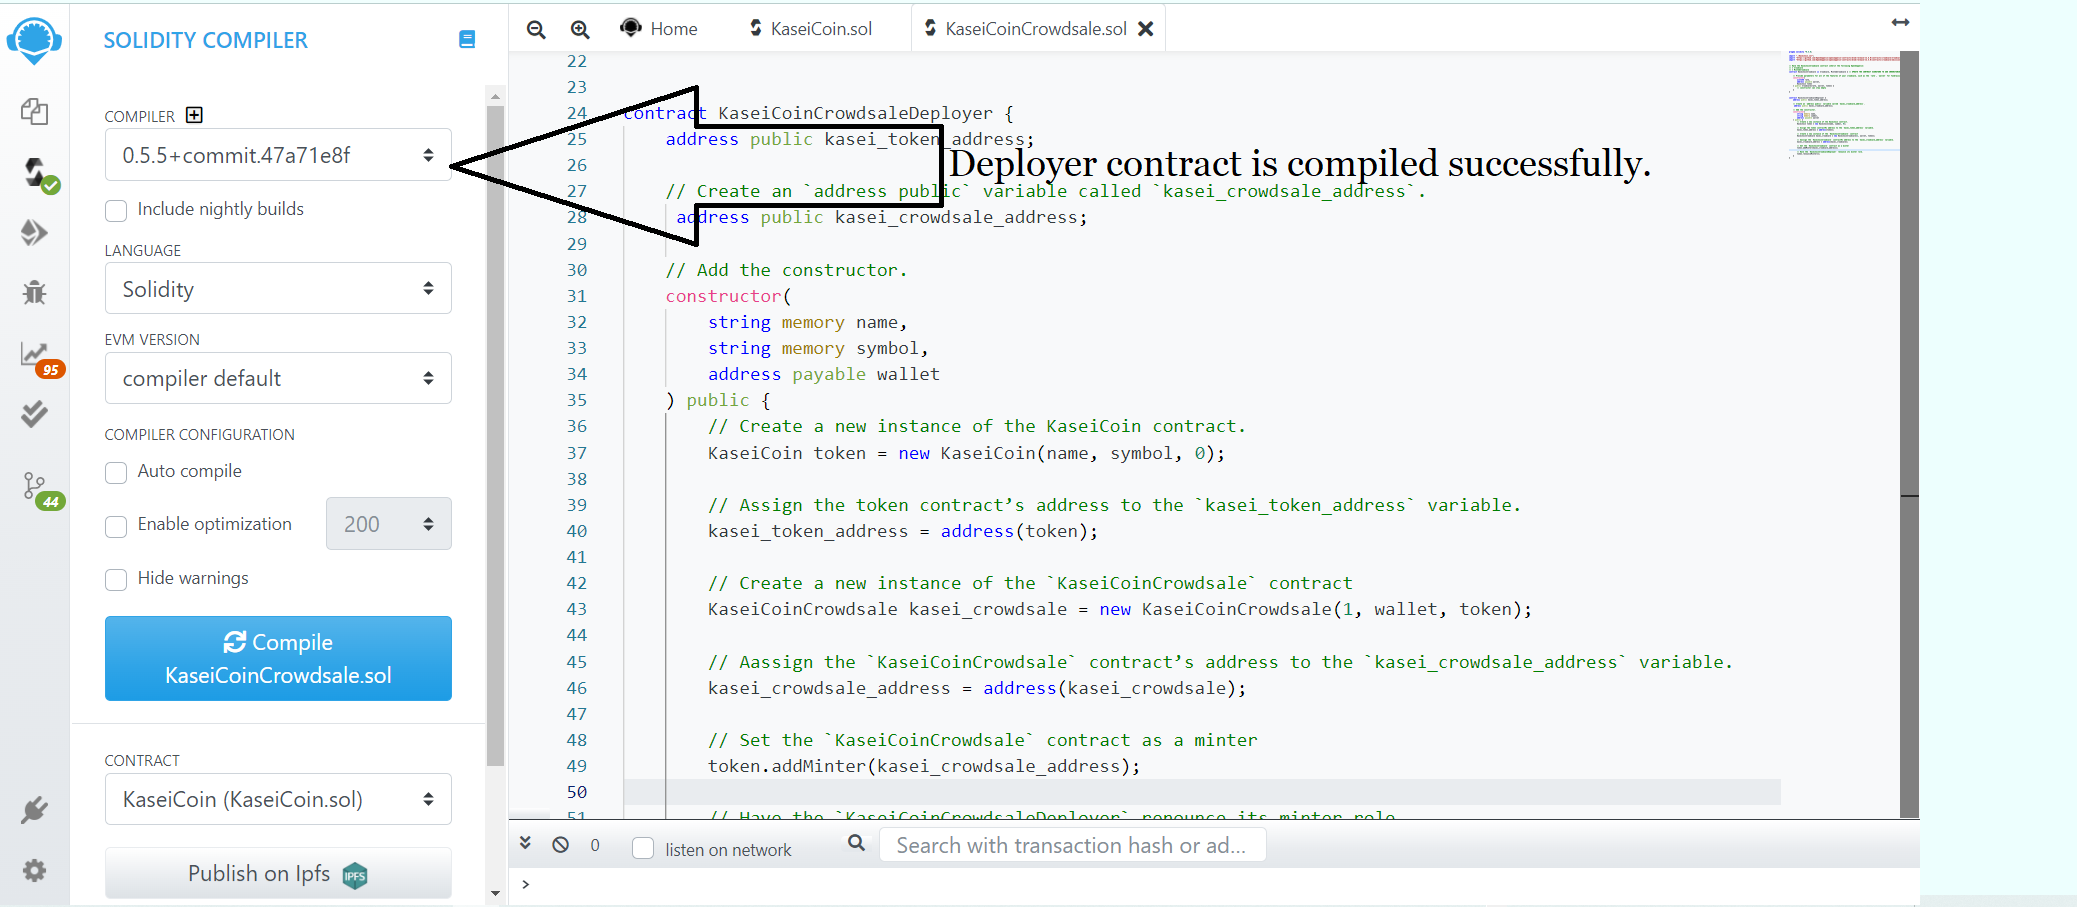 SOLIDITY COMPILER
COMPILER
0.5.5+commit.47a71e8f
Include nightly builds
LANGUAGE
Solidity
EVM VERSION
compiler default
COMPILER CONFIGURATION
Auto compile
Enable optimization
200
Hide warnings
Compile
KaseiCoinCrowdsale.sol
CONTRACT
KaseiCoin (KaseiCoin.sol)
Publish on Ipfs
IPFS
95
44
Home
KaseiCoin.sol
KaseiCoinCrowdsale.sol
Deployer contract is compiled successfully.
22
23
24 contract KaseiCoinCrowdsaleDeployer {
25 address public kasei_token_address;
26
27 // Create an `address public` variable called `kasei_crowdsale_address`.
28 address public kasei_crowdsale_address;
29
30 // Add the constructor.
31 constructor(
32 string memory name,
33 string memory symbol,
34 address payable wallet
35 ) public {
36 // Create a new instance of the KaseiCoin contract.
37 KaseiCoin token = new KaseiCoin(name, symbol, 0);
38
39 // Assign the token contract’s address to the `kasei_token_address` variable.
40 kasei_token_address = address(token);
41
42 // Create a new instance of the `KaseiCoinCrowdsale` contract
43 KaseiCoinCrowdsale kasei_crowdsale = new KaseiCoinCrowdsale(1, wallet, token);
44
45 // Aassign the `KaseiCoinCrowdsale` contract’s address to the `kasei_crowdsale_address` variable.
46 kasei_crowdsale_address = address(kasei_crowdsale);
47
48 // Set the `KaseiCoinCrowdsale` contract as a minter
49 token.addMinter(kasei_crowdsale_address);
50
51 // Have the `KaseiCoinCrowdsaleDeployer` renounce its minter role
0
listen on network
Search with transaction hash or ad...
>